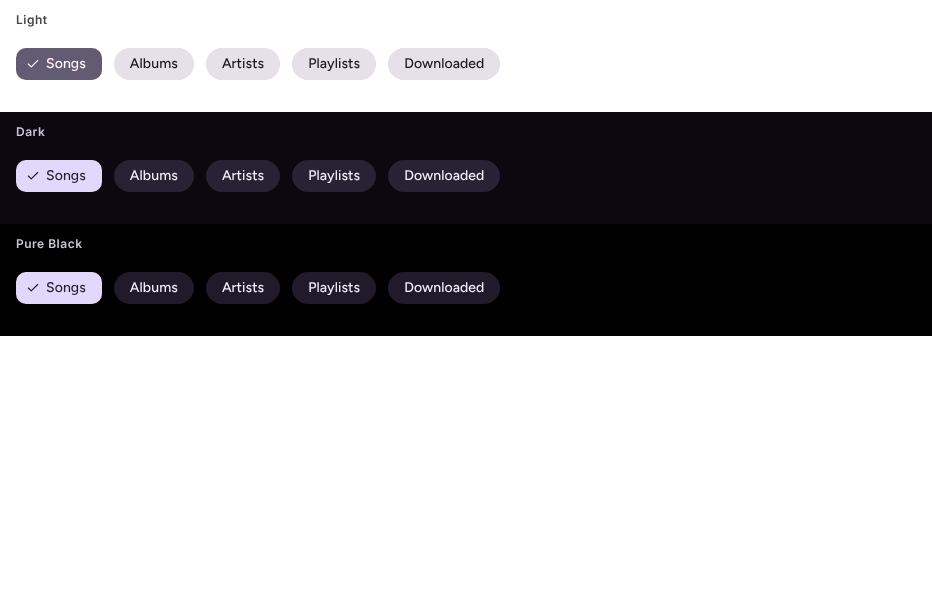 Light
Songs Albums Artists Playlists Downloaded
Dark
Songs Albums Artists Playlists Downloaded
Pure Black
Songs Albums Artists Playlists Downloaded